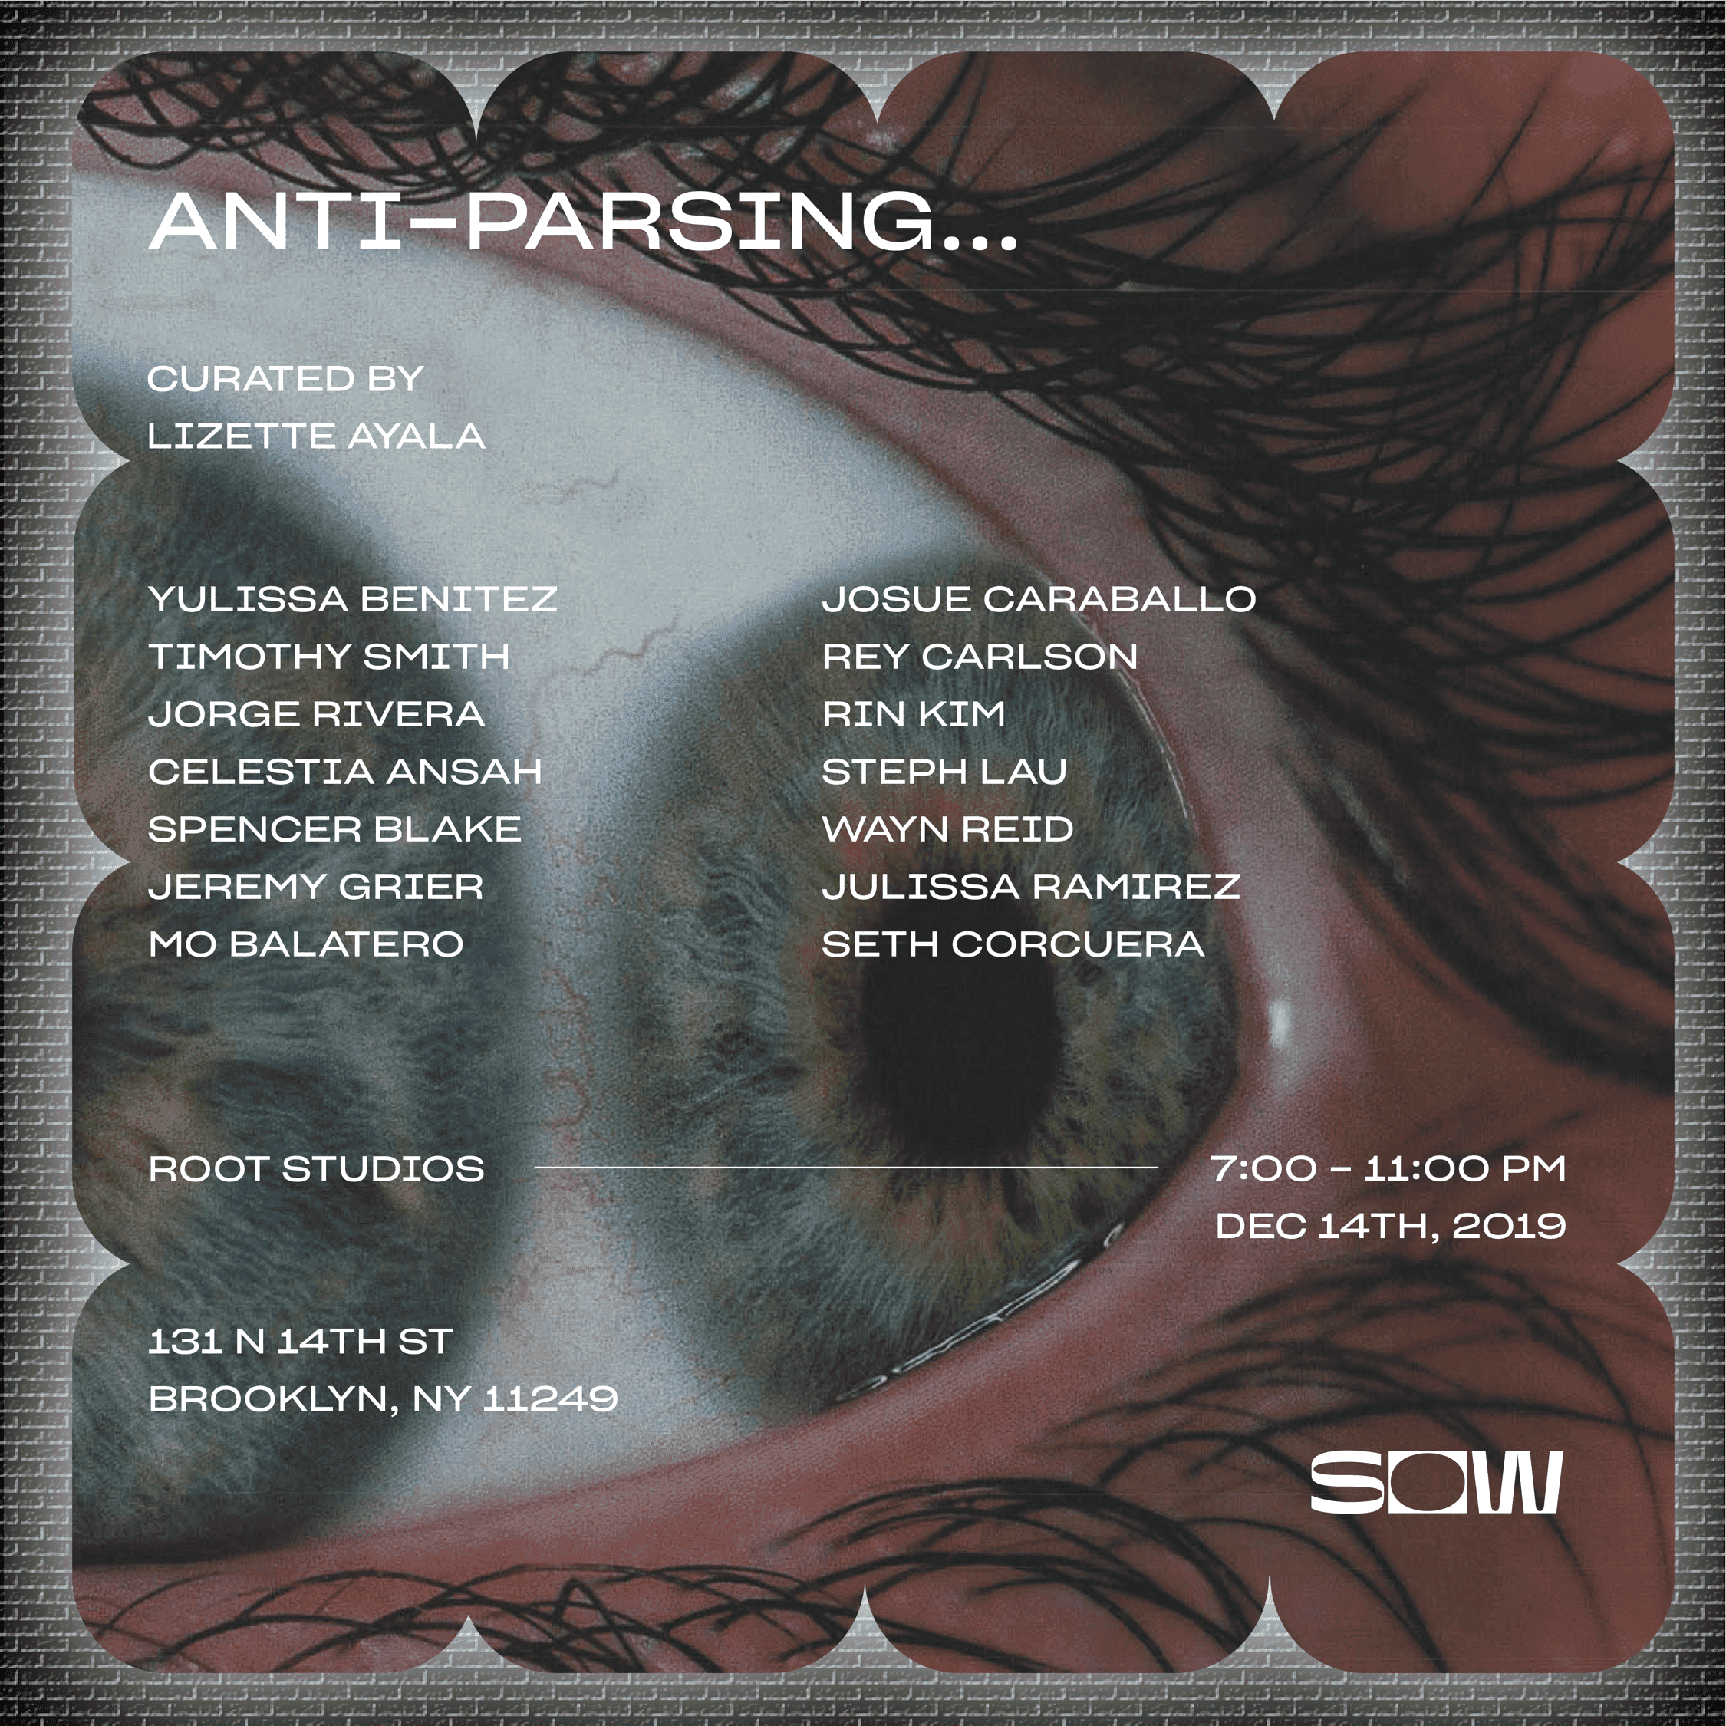 ANTI-PARSING...
CURATED BY
LIZETTE AYALA
YULISSA BENITEZ
TIMOTHY SMITH
JORGE RIVERA
CELESTIA ANSAH
SPENCER BLAKE
JEREMY GRIER
MO BALATERO
JOSUE CARABALLO
REY CARLSON
RIN KIM
STEPH LAU
WAYN REID
JULISSA RAMIREZ
SETH CORCUERA
ROOT STUDIOS
7:00 – 11:00 PM
DEC 14TH, 2019
131 N 14TH ST
BROOKLYN, NY 11249
SOW